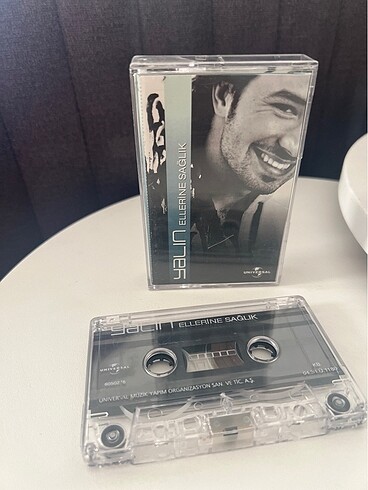 YALIN
ELLERİNE SAĞLIK
UNIVERSAL
YALIN ELLERİNE SAĞLIK
UNIVERSAL
UNIVERSAL MÜZİK YAPIM ORGANİZASYON SAN. VE TİC. A.Ş.